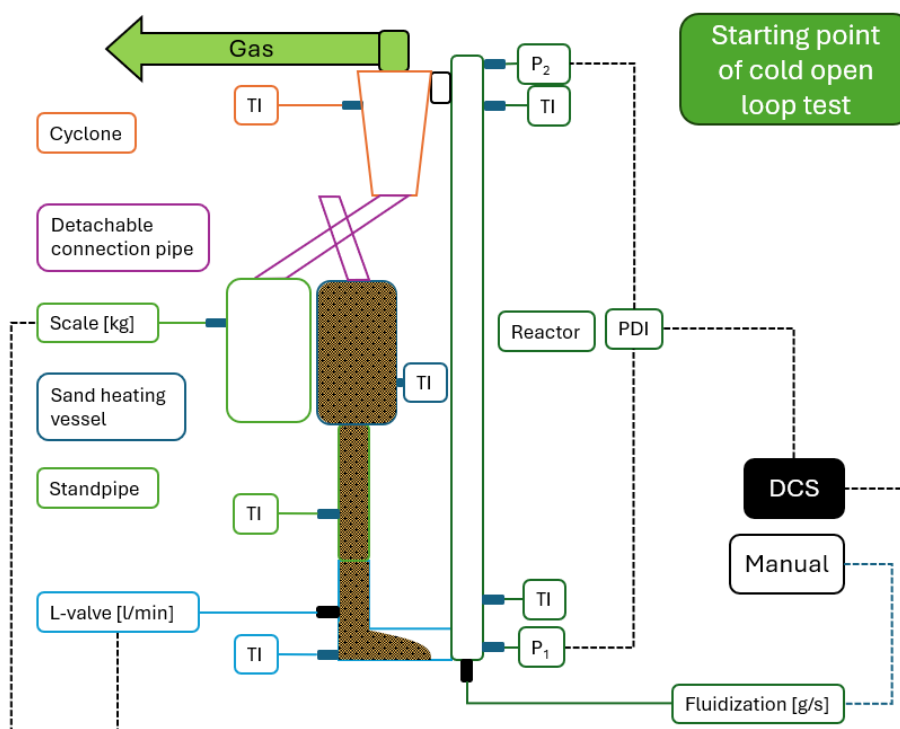 Gas
Starting point
of cold open
loop test
P₂
TI
TI
Cyclone
Detachable
connection pipe
Scale [kg]
Reactor
PDI
TI
Sand heating
vessel
Standpipe
DCS
TI
Manual
TI
L-valve [l/min]
TI
P₁
Fluidization [g/s]